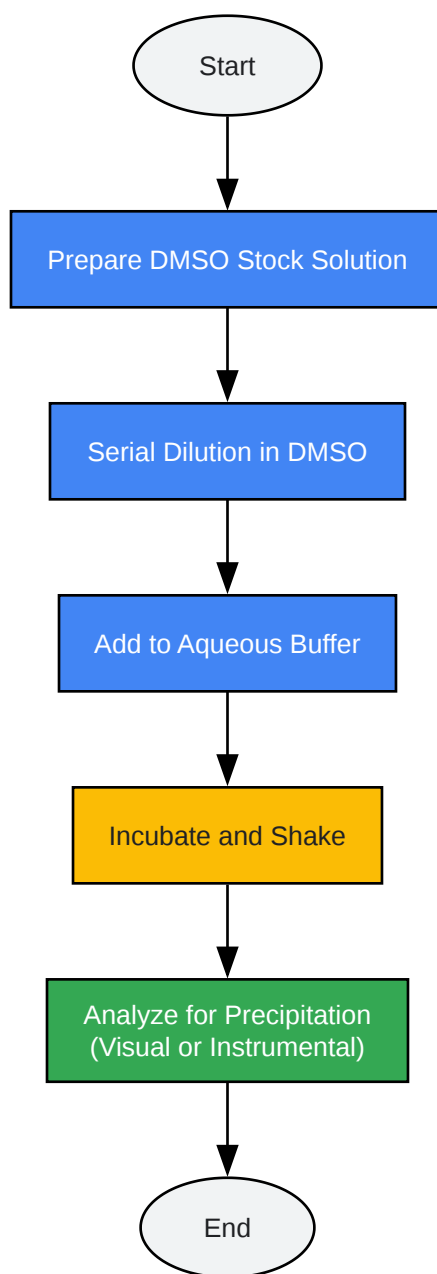 Start
Prepare DMSO Stock Solution
Serial Dilution in DMSO
Add to Aqueous Buffer
Incubate and Shake
Analyze for Precipitation
(Visual or Instrumental)
End